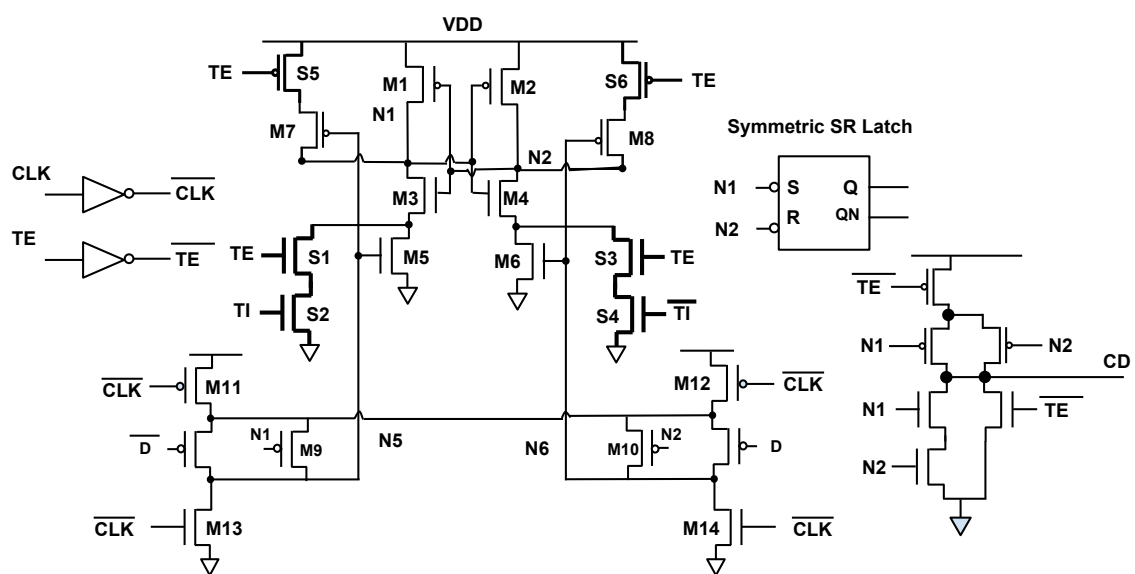 VDD
TE
S5
M1
M2
S6
TE
N1
M7
M8
Symmetric SR Latch
N2
CLK
CLK
N1
S
Q
M3
M4
R
QN
N2
TE
TE
TE
S1
M5
M6
S3
TE
TE
TI
S2
S4
TI
N1
N2
CD
CLK
M11
M12
CLK
N1
TE
D
N1
M9
N5
N6
M10
N2
D
N2
CLK
M13
M14
CLK